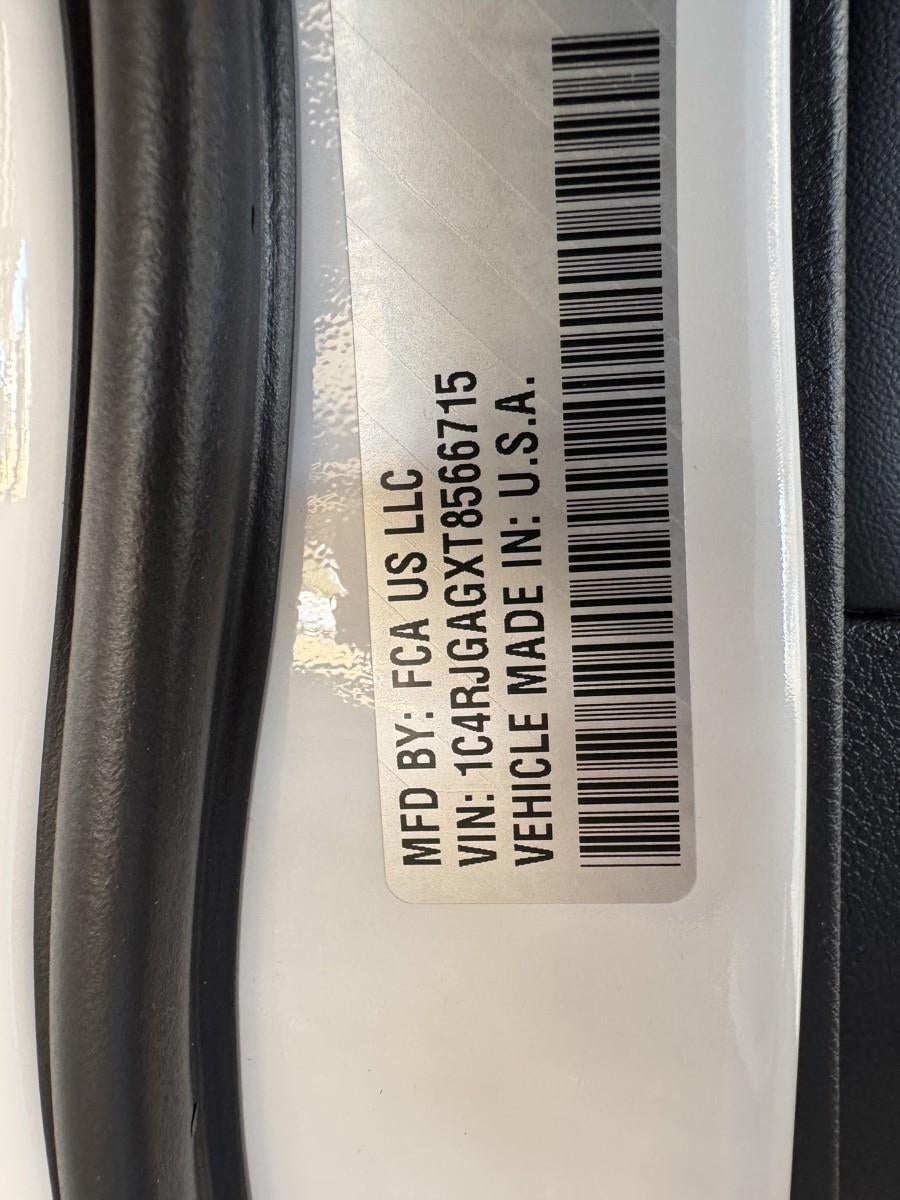 MFD BY: FCA US LLC
VIN: 1C4RJGAGXT8566715
VEHICLE MADE IN: U.S.A.